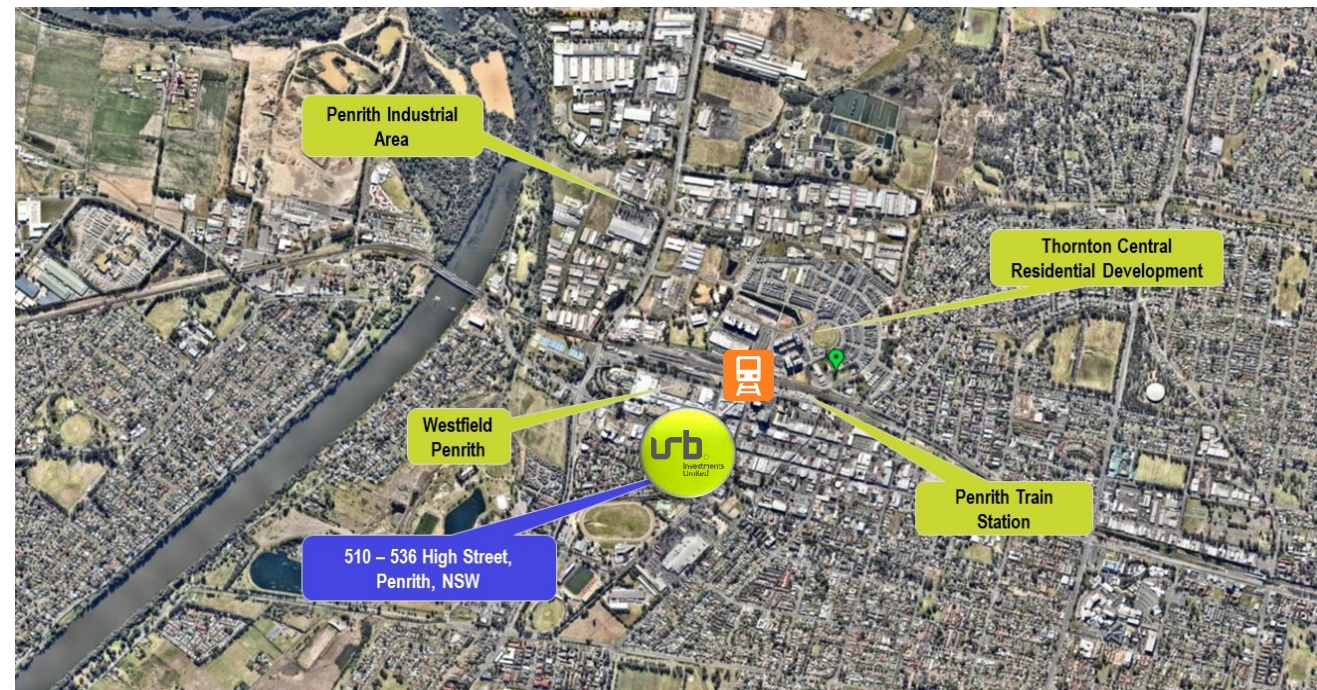 Penrith Industrial
Area
Thornton Central
Residential Development
Westfield
Penrith
urb
Investments
Limited
Penrith Train
Station
510 – 536 High Street,
Penrith, NSW